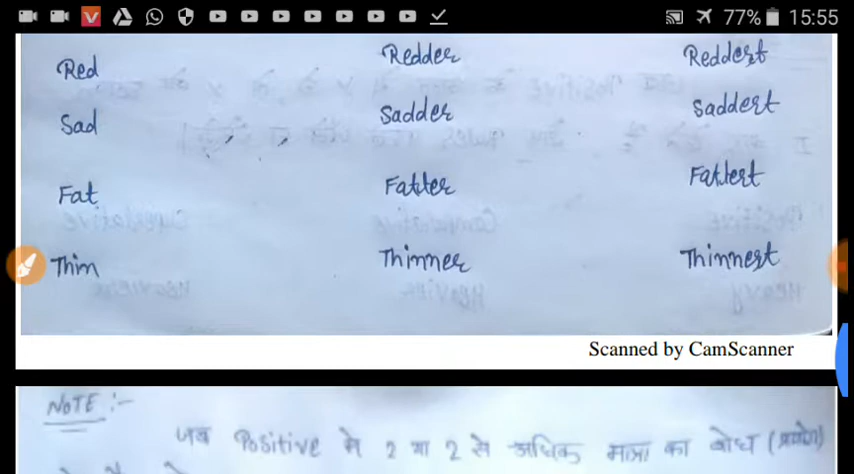 77% 15:55
Red Redder Reddest
Sad Sadder Saddest
Fat Fatter Fattest
Thin Thinner Thinnest
Scanned by CamScanner
NOTE :-
जब Positive मे 2 या 2 से अधिक मात्रा का बोध (प्रयोग)